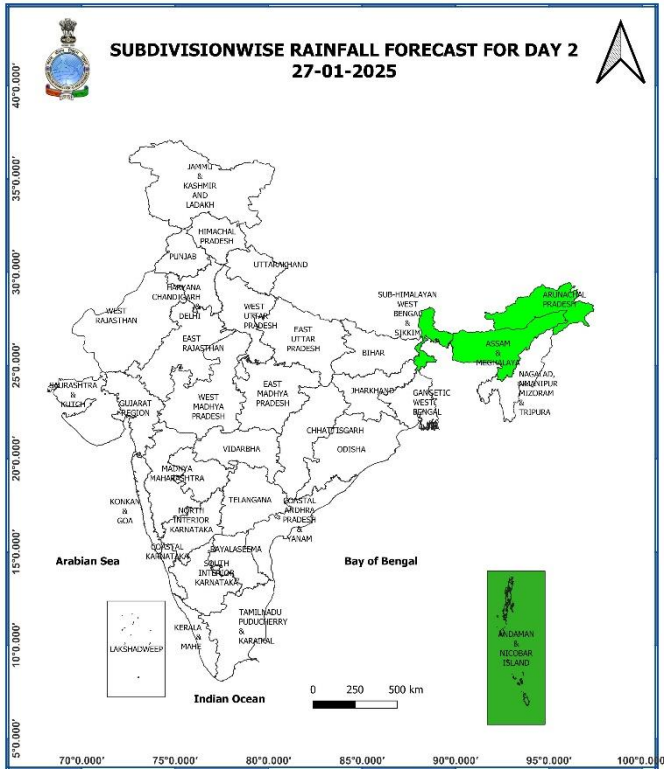 SUBDIVISIONWISE RAINFALL FORECAST FOR DAY 2
27-01-2025
40°0.000'
35°0.000'
30°0.000'
25°0.000'
20°0.000'
15°0.000'
10°0.000'
5°0.000'
JAMMU
&
KASHMIR
AND
LADAKH
HIMACHAL
PRADESH
PUNJAB
UTTARAKHAND
HARYANA
CHANDIGARH
&
DELHI
WEST
RAJASTHAN
WEST
UTTAR
PRADESH
EAST
RAJASTHAN
EAST
UTTAR
PRADESH
SUB-HIMALAYAN
WEST
BENGAL
&
SIKKIM
ARUNACHAL
PRADESH
ASSAM
&
MEGHALAYA
BIHAR
NAGALAD,
MANIPUR
MIZDRAM
&
TRIPURA
SAURASHTRA
&
KUTCH
GUJARAT
REGION
WEST
MADHYA
PRADESH
EAST
MADHYA
PRADESH
JHARKHAND
GANGETIC
WEST
BENGAL
CHHATTISGARH
ODISHA
VIDARBHA
MADHYA
MAHARASHTRA
TELANGANA
KONKAN
&
GOA
NORTH
INTERIOR
KARNATAKA
COASTAL
ANDHRA
PRADESH
&
YANAM
COASTAL
KARNATAKA
RAYALASEEMA
SOUTH
INTERIOR
KARNATAKA
Arabian Sea
Bay of Bengal
LAKSHADWEEP
KERALA
&
MAHE
TAMILNADU
PUDUCHERRY
&
KARAIKAL
ANDAMAN
&
NICOBAR
ISLAND
Indian Ocean
0 250 500 km
70°0.000' 75°0.000' 80°0.000' 85°0.000' 90°0.000' 95°0.000' 100°0.000